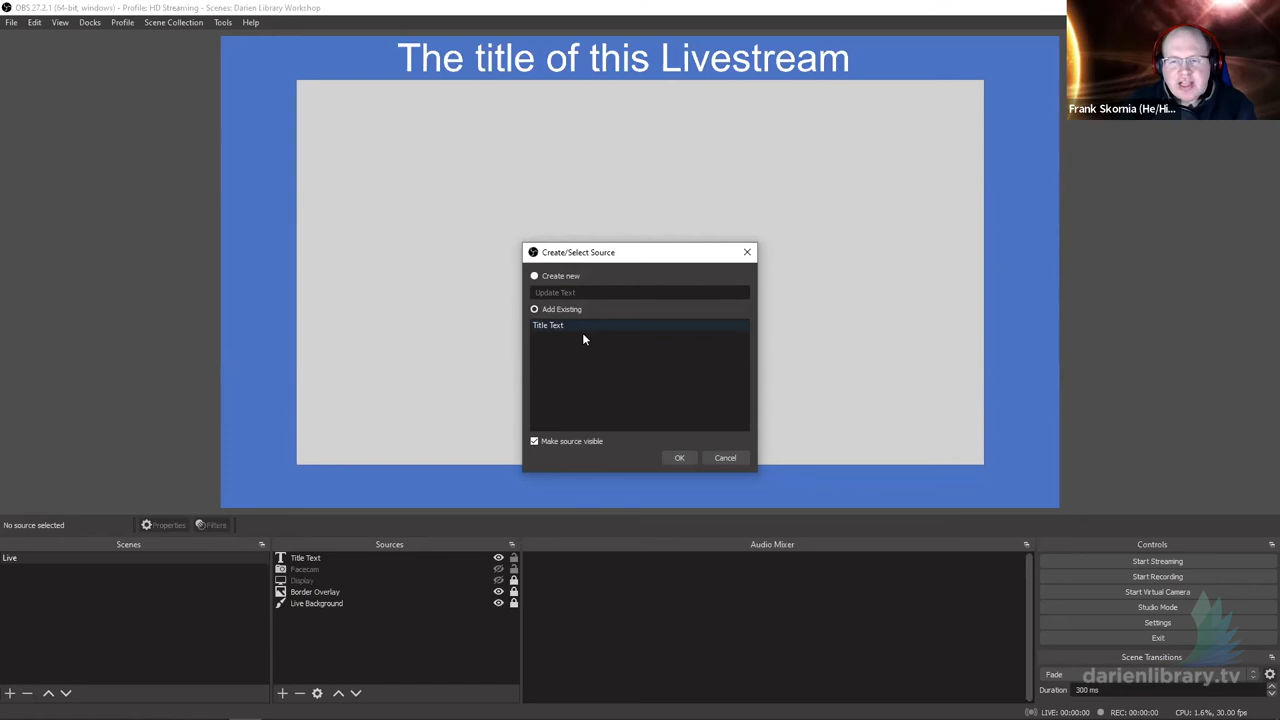 OBS 27.2.1 (64-bit, windows) - Profile: HD Streaming - Scenes: Darien Library Workshop
File Edit View Docks Profile Scene Collection Tools Help
The title of this Livestream
Frank Skornia (He/Hi...
Create/Select Source
Create new
Update Text
Add Existing
Title Text
Make source visible
OK Cancel
No source selected Properties Filters
Scenes Sources Audio Mixer Controls
Live
Title Text
Facecam
Display
Border Overlay
Live Background
Start Streaming
Start Recording
Start Virtual Camera
Studio Mode
Settings
Exit
Scene Transitions
Fade
darienlibrary.tv
Duration 300 ms
LIVE: 00:00:00 REC: 00:00:00 CPU: 1.6%, 30.00 fps